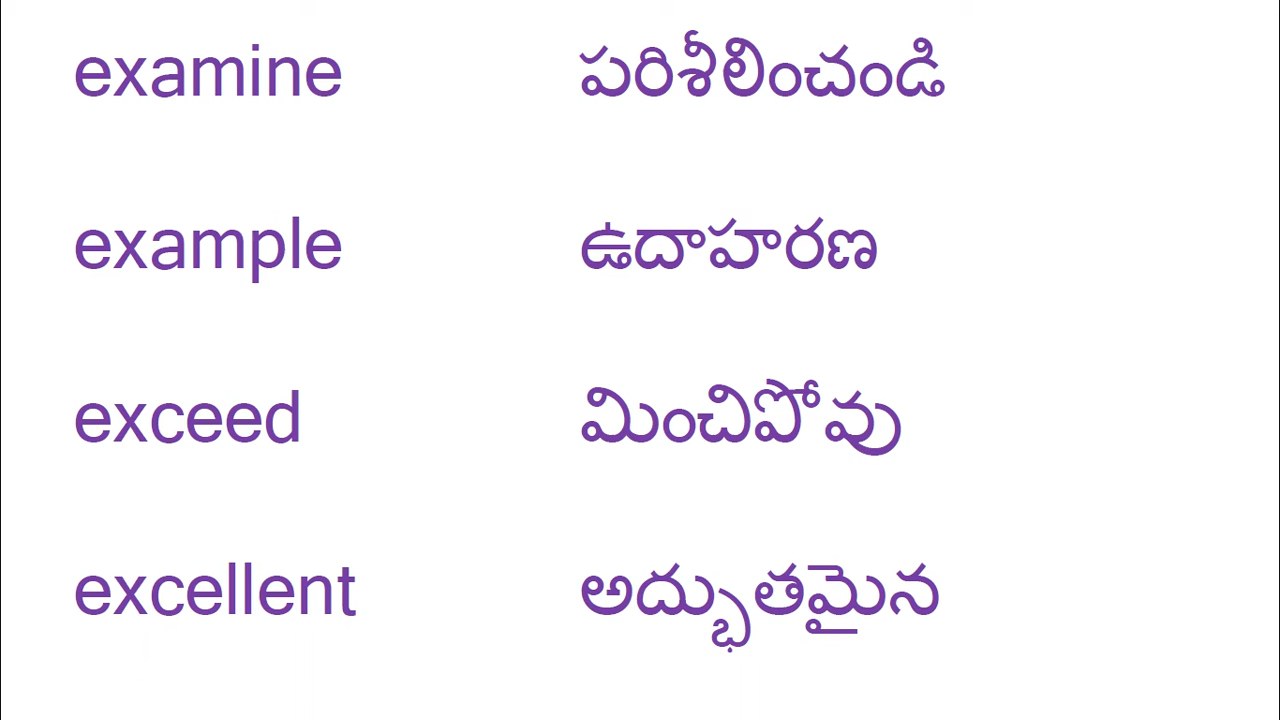 examine పరిశీలించండి
example ఉదాహరణ
exceed మించిపోవు
excellent అద్భుతమైన